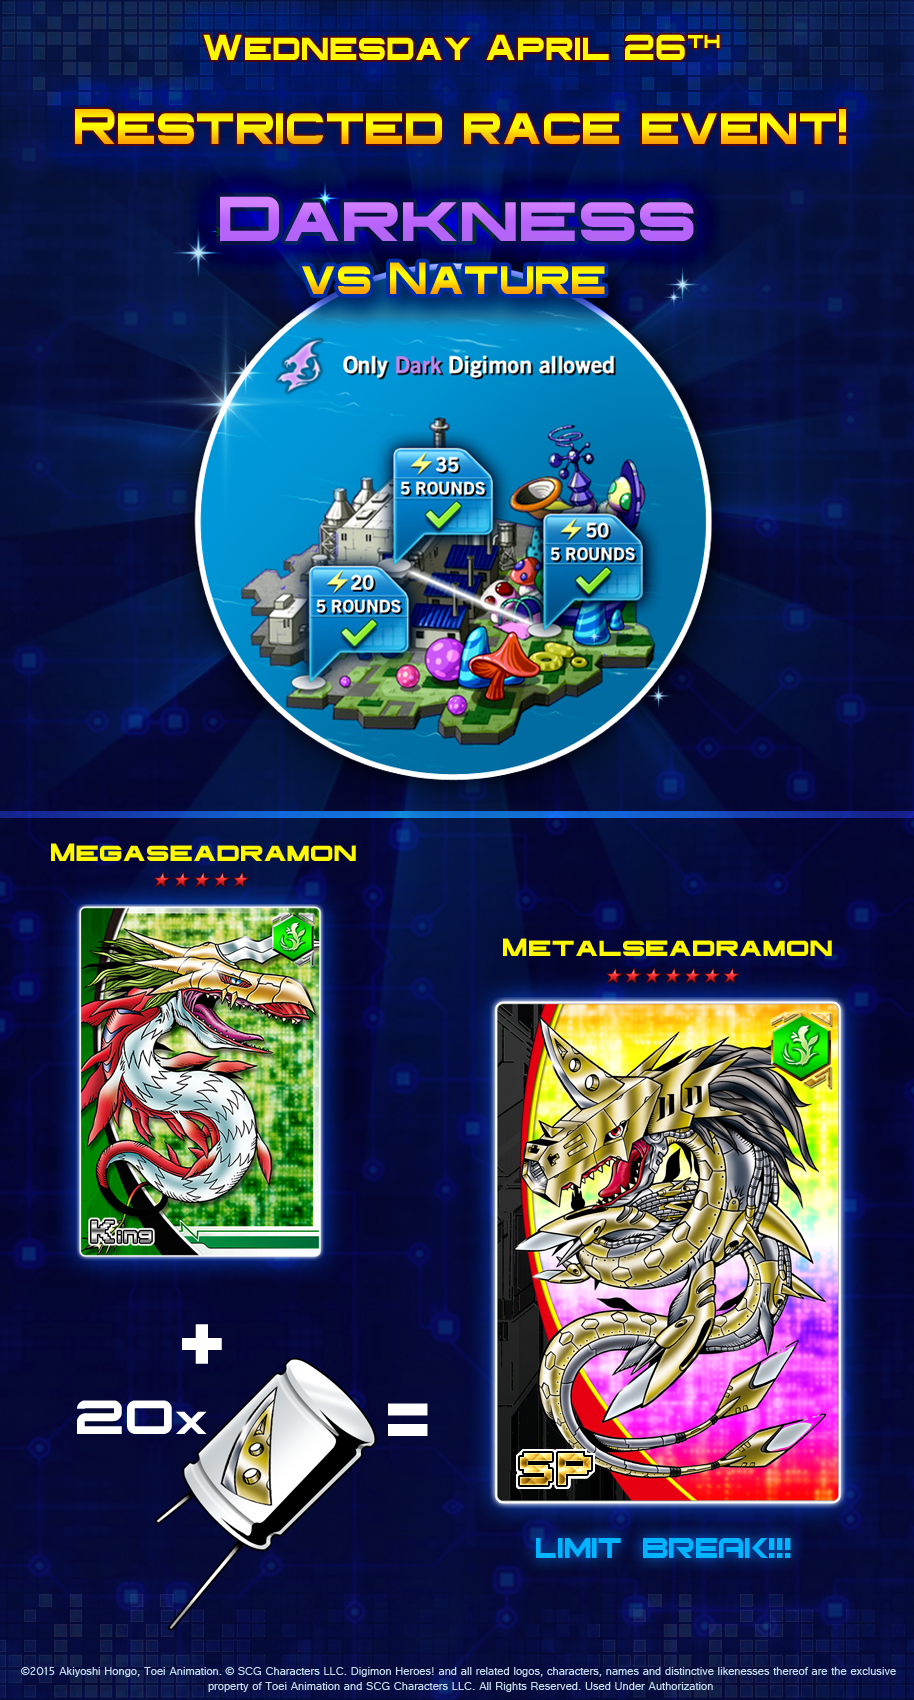 Wednesday April 26TH
Restricted race event!
Darkness
vs Nature
Only Dark Digimon allowed
35
5 ROUNDS
50
5 ROUNDS
20
5 ROUNDS
Megaseadramon
Metalseadramon
King
N
+
20x
=
SP
LIMIT BREAK!!!
©2015 Akiyoshi Hongo, Toei Animation. © SCG Characters LLC. Digimon Heroes! and all related logos, characters, names and distinctive likenesses thereof are the exclusive
property of Toei Animation and SCG Characters LLC. All Rights Reserved. Used Under Authorization